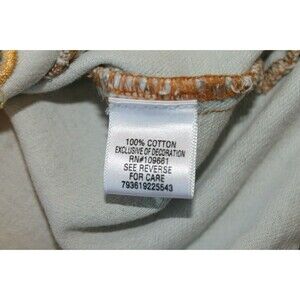 100% COTTON
EXCLUSIVE OF DECORATION
RN#109661
SEE REVERSE
FOR CARE
793619225543